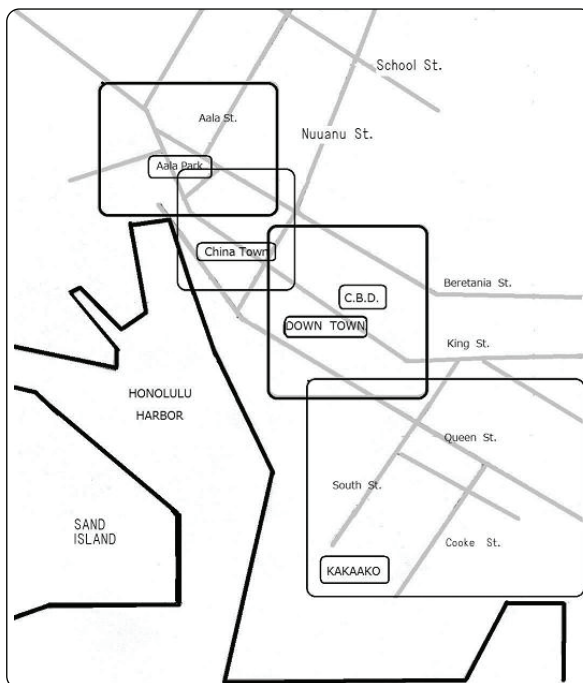 School St.
Aala St.
Nuuanu St.
Aala Park
China Town
Beretania St.
C.B.D.
DOWN TOWN
King St.
HONOLULU
HARBOR
Queen St.
South St.
SAND
ISLAND
Cooke St.
KAKAAKO